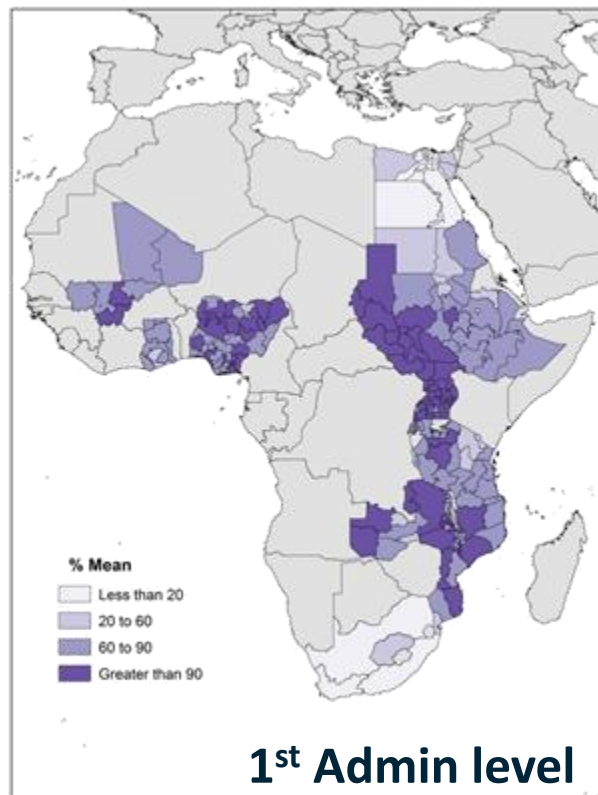 % Mean
Less than 20
20 to 60
60 to 90
Greater than 90
1st Admin level